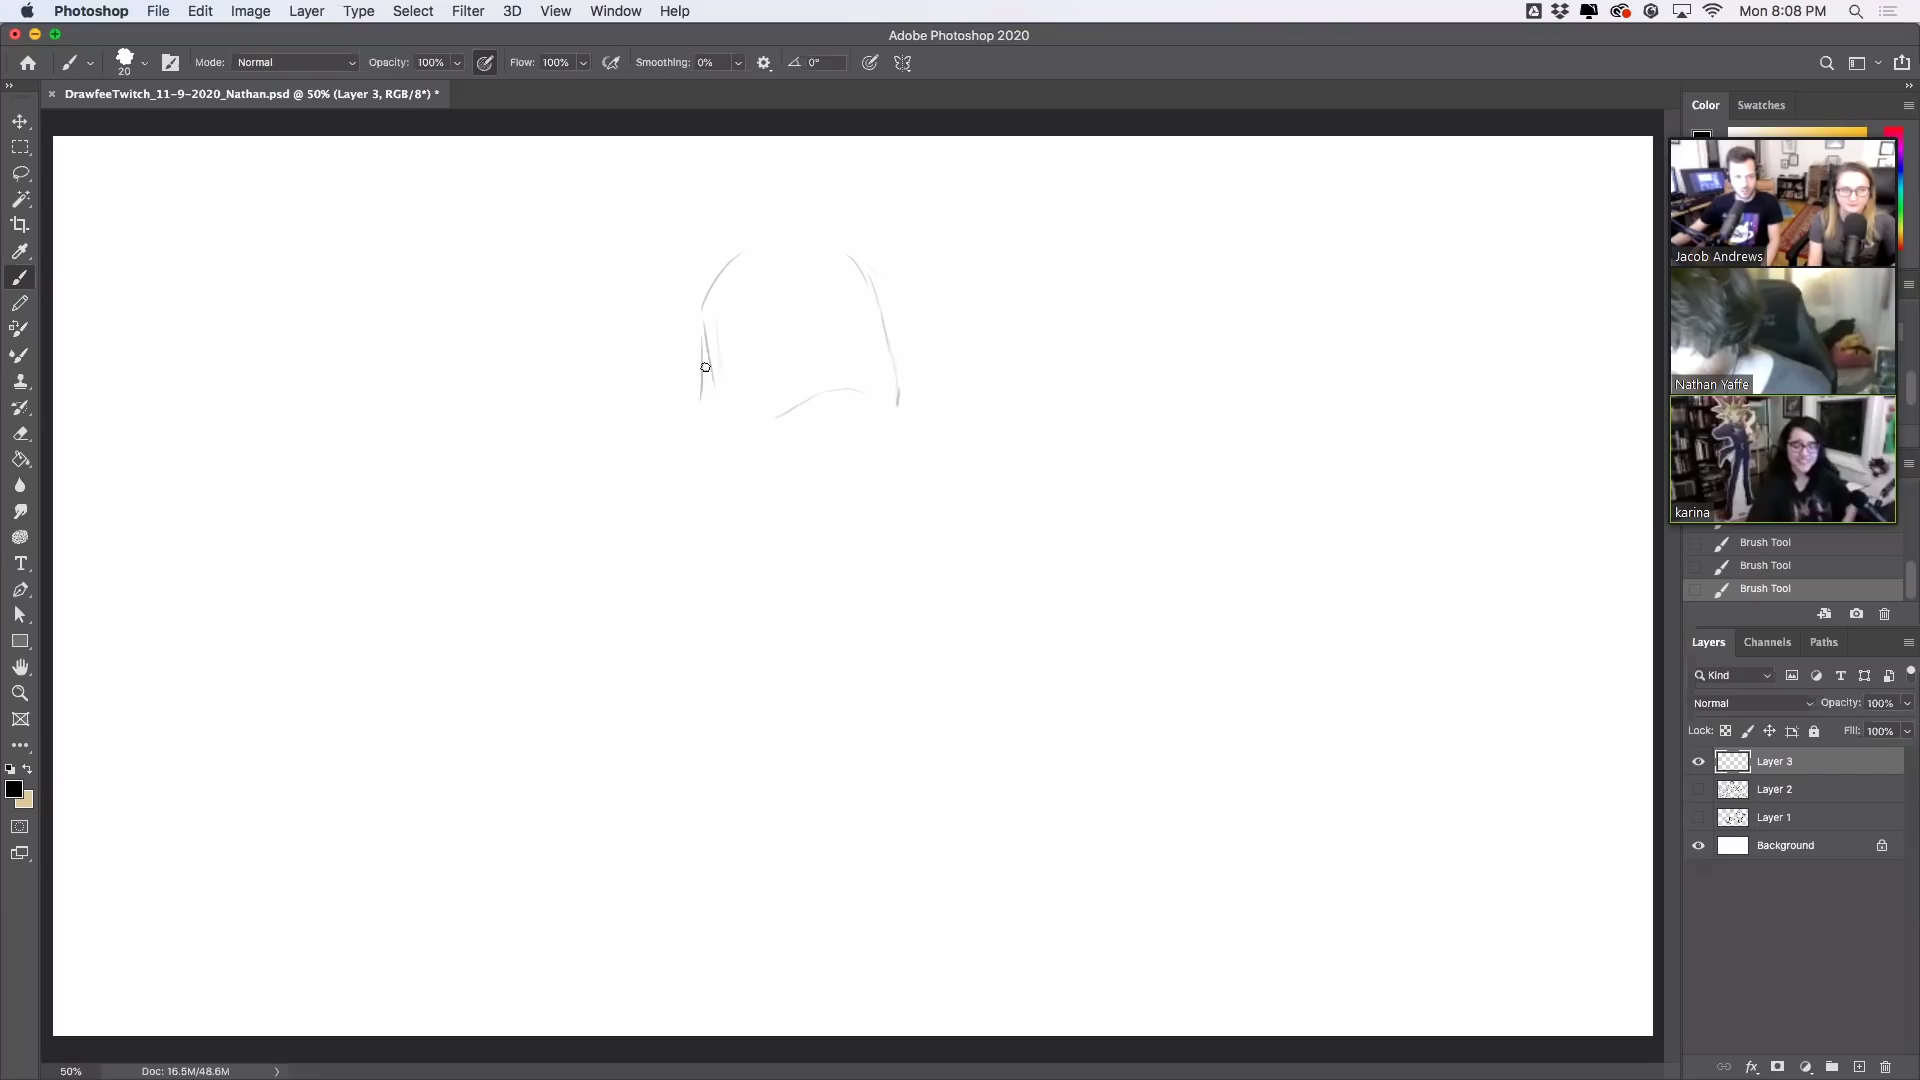 Photoshop File Edit Image Layer Type Select Filter 3D View Window Help Mon 8:08 PM
Adobe Photoshop 2020
20 Mode: Normal Opacity: 100% Flow: 100% Smoothing: 0% 0°
DrawfeeTwitch_11-9-2020_Nathan.psd @ 50% (Layer 3, RGB/8*) *
Color Swatches
Jacob Andrews
Nathan Yaffe
karina
Brush Tool
Brush Tool
Brush Tool
Layers Channels Paths
Kind
Normal Opacity: 100%
Lock: Fill: 100%
Layer 3
Layer 2
Layer 1
Background
50% Doc: 16.5M/48.6M